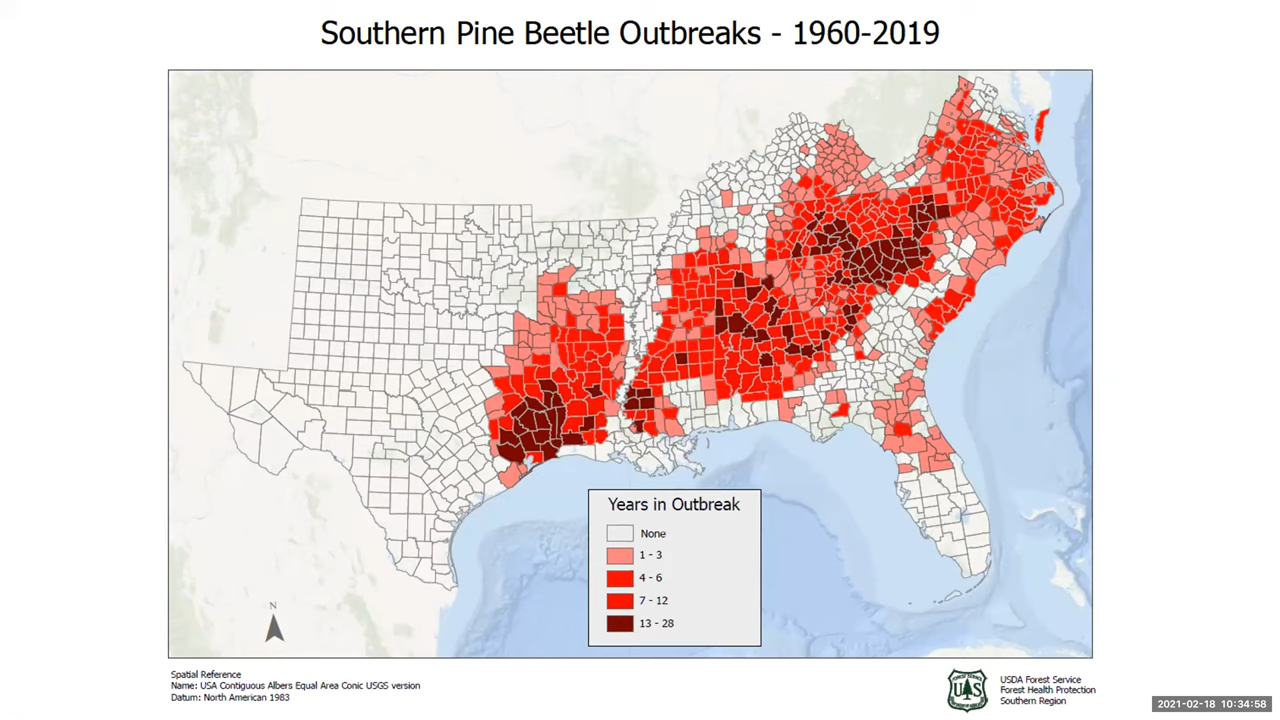 Southern Pine Beetle Outbreaks - 1960-2019
Years in Outbreak
None
1 - 3
4 - 6
7 - 12
13 - 28
N
Spatial Reference
Name: USA Contiguous Albers Equal Area Conic USGS version
Datum: North American 1983
U S
USDA Forest Service
Forest Health Protection
Southern Region
2021-02-18 10:34:58